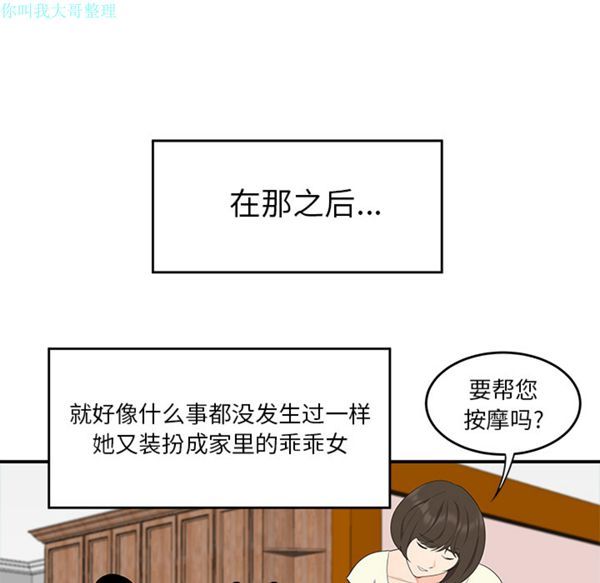 你叫我大哥整理
在那之后...
就好像什么事都没发生过一样
她又装扮成家里的乖乖女
要帮您
按摩吗?